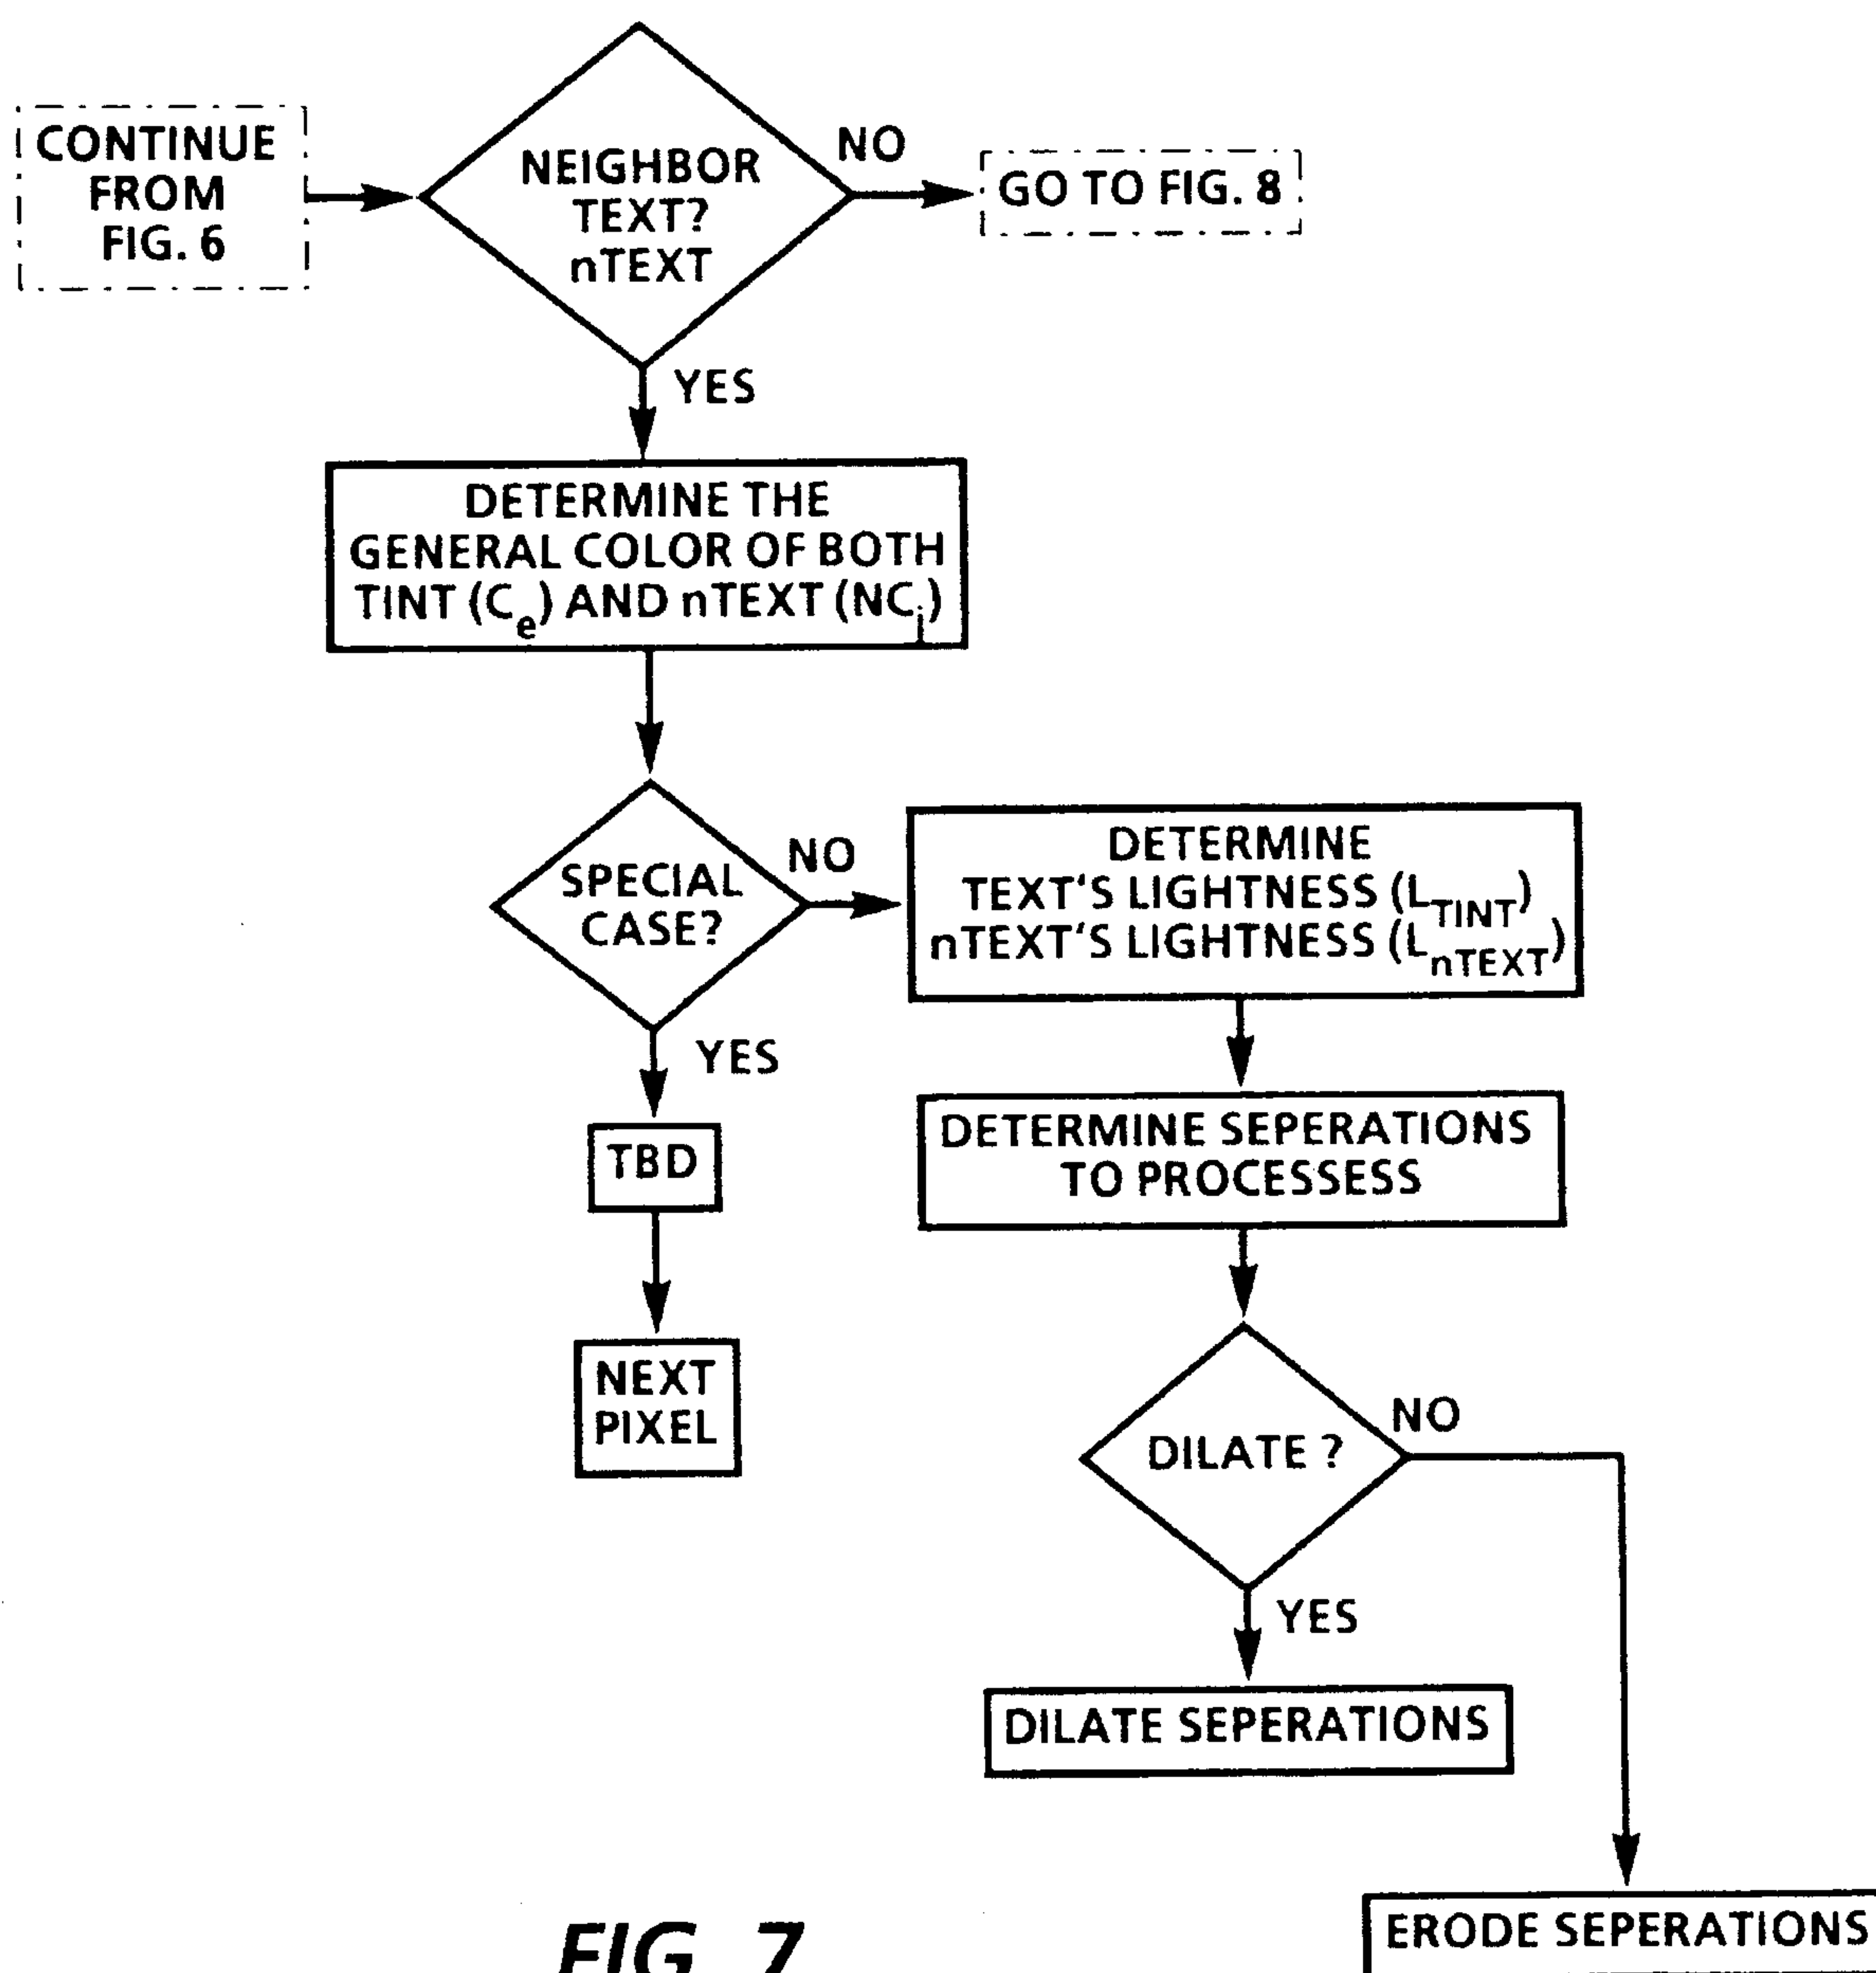 CONTINUE
FROM
FIG. 6
NEIGHBOR
TEXT?
nTEXT
NO
GO TO FIG. 8
YES
DETERMINE THE
GENERAL COLOR OF BOTH
TINT (Ce) AND nTEXT (NCi)
SPECIAL
CASE?
NO
DETERMINE
TEXT'S LIGHTNESS (LTINT)
nTEXT'S LIGHTNESS (LnTEXT)
YES
TBD
NEXT
PIXEL
DETERMINE SEPERATIONS
TO PROCESSESS
DILATE ?
NO
YES
DILATE SEPERATIONS
ERODE SEPERATIONS
FIG. 7